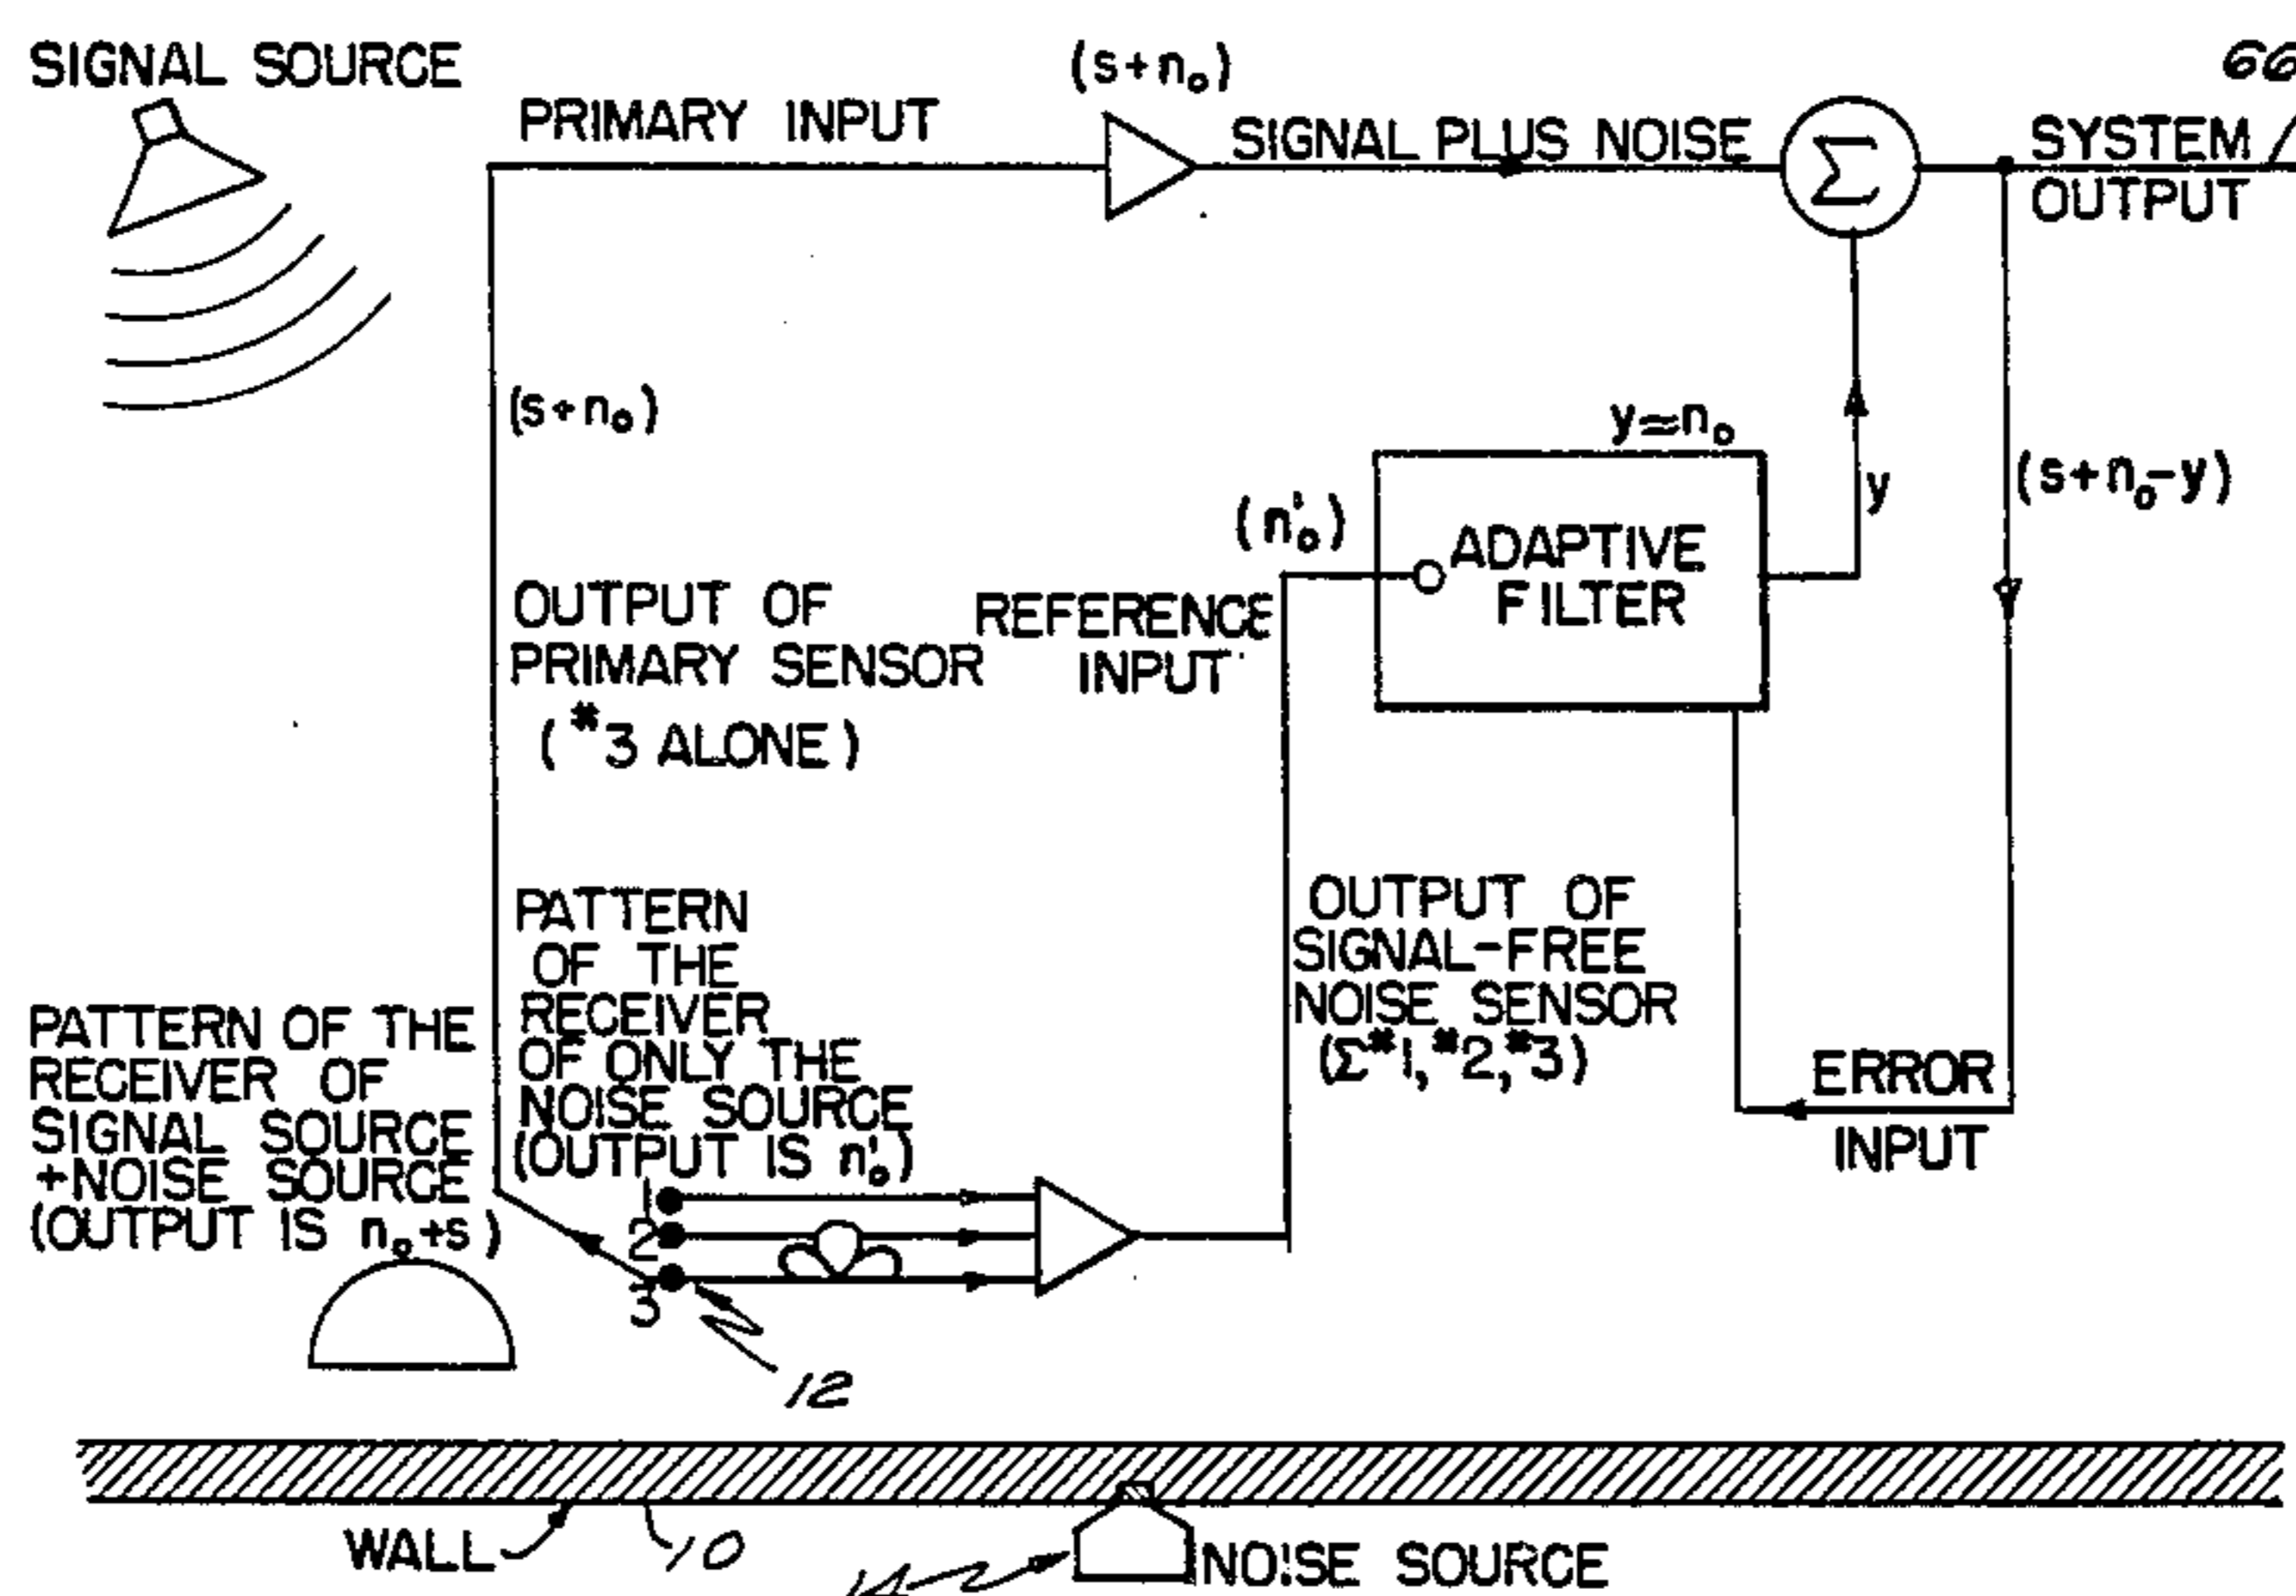 SIGNAL SOURCE
PRIMARY INPUT
(s+n₀)
SIGNAL PLUS NOISE
Σ
SYSTEM
OUTPUT
66
(s+n₀)
y≃n₀
(n'₀)
ADAPTIVE
FILTER
y
(s+n₀-y)
OUTPUT OF
PRIMARY SENSOR
(#3 ALONE)
REFERENCE
INPUT
PATTERN
OF THE
RECEIVER
OF ONLY THE
NOISE SOURCE
(OUTPUT IS n'₀)
OUTPUT OF
SIGNAL-FREE
NOISE SENSOR
(Σ#1, #2, #3)
ERROR
INPUT
PATTERN OF THE
RECEIVER OF
SIGNAL SOURCE
+NOISE SOURCE
(OUTPUT IS n₀+s)
1
2
3
12
WALL
10
14
NOISE SOURCE